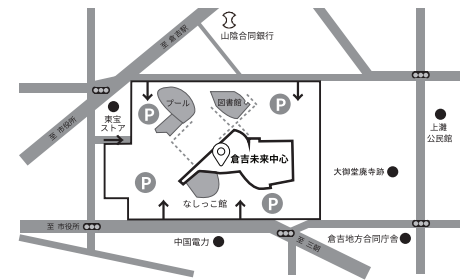 至 倉吉駅
山陰合同銀行
プール
図書館
P
P
東宝
ストア
至 市役所
上灘
公民館
倉吉未来中心
大御堂廃寺跡
P
なしっこ館
P
至 市役所
中国電力
至 三朝
倉吉地方合同庁舎